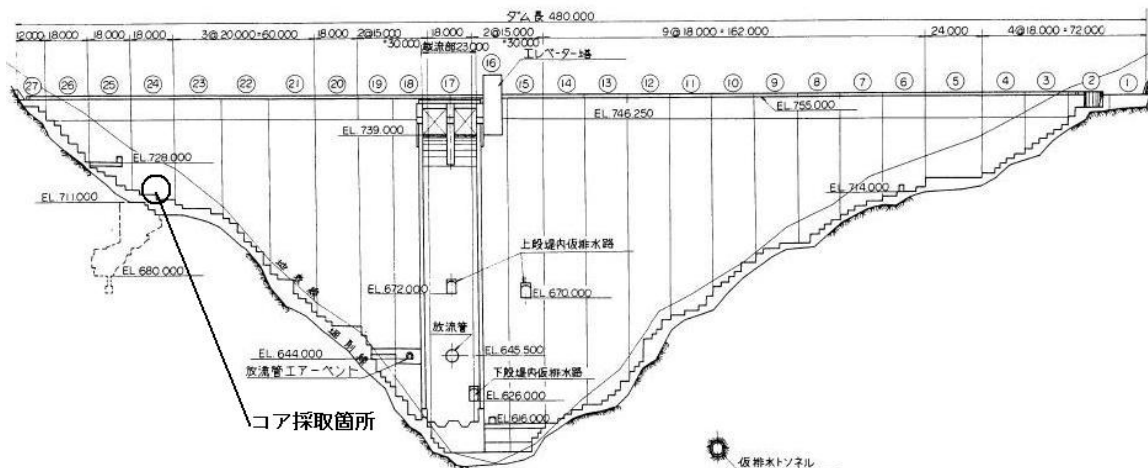 ダム長 480.000
12.000 18.000 18.000 18.000 3@20.000=60.000 18.000 2@15.000=30.000 18.000 2@15.000=30.000 9@18.000=162.000 24.000 4@18.000=72.000
越流部23.000
エレベーター塔
㉗ ㉖ ㉕ ㉔ ㉓ ㉒ ㉑ ⑳ ⑲ ⑱ ⑰ ⑯ ⑮ ⑭ ⑬ ⑫ ⑪ ⑩ ⑨ ⑧ ⑦ ⑥ ⑤ ④ ③ ② ①
EL.755.000
EL.746.250
EL.739.000
EL.728.000
EL.714.000
EL.711.000
上段堤内仮排水路
EL.680.000
EL.672.000
EL.670.000
掘削線
放流管
EL.644.000
EL.645.500
放流管エアーベント
下段堤内仮排水路
EL.626.000
EL.616.000
コア採取箇所
仮排水トンネル